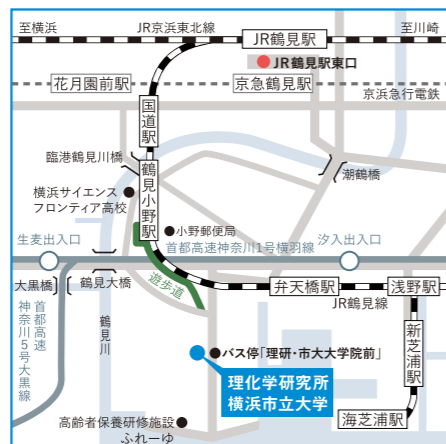 至横浜
JR京浜東北線
JR鶴見駅
至川崎
JR鶴見駅東口
花月園前駅
京急鶴見駅
京浜急行電鉄
国道駅
臨港鶴見川橋
鶴見小野駅
潮鶴橋
横浜サイエンス
フロンティア高校
小野郵便局
生麦出入口
首都高速神奈川1号横羽線
汐入出入口
大黒橋
鶴見大橋
遊歩道
弁天橋駅
浅野駅
JR鶴見線
首都高速
神奈川5号大黒線
鶴見川
新芝浦駅
バス停「理研・市大大学院前」
理化学研究所
横浜市立大学
高齢者保養研修施設
ふれーゆ
海芝浦駅